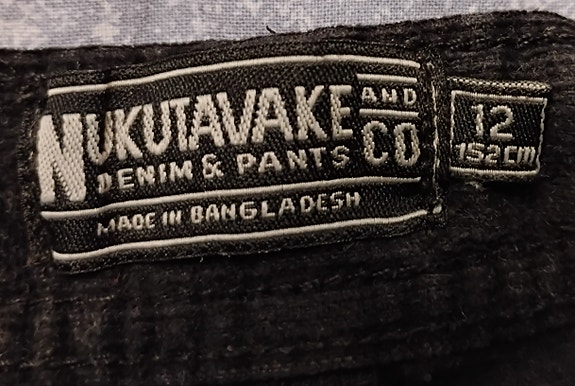 NUKUTAVAKE AND CO
DENIM & PANTS
MADE IN BANGLADESH
12
152CM